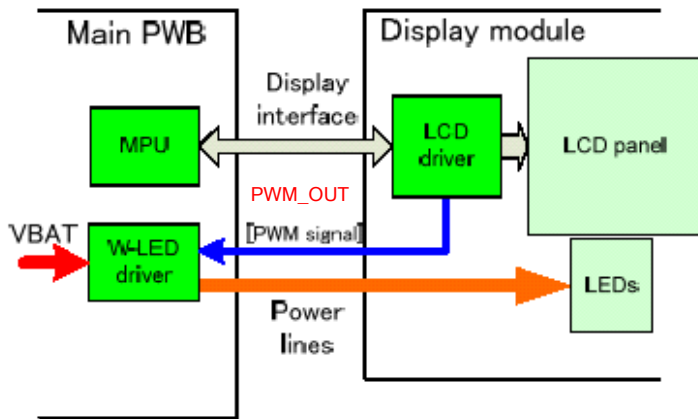 Main PWB
Display module
Display
interface
MPU
LCD
driver
LCD panel
PWM_OUT
[PWM signal]
VBAT
W-LED
driver
LEDs
Power
lines